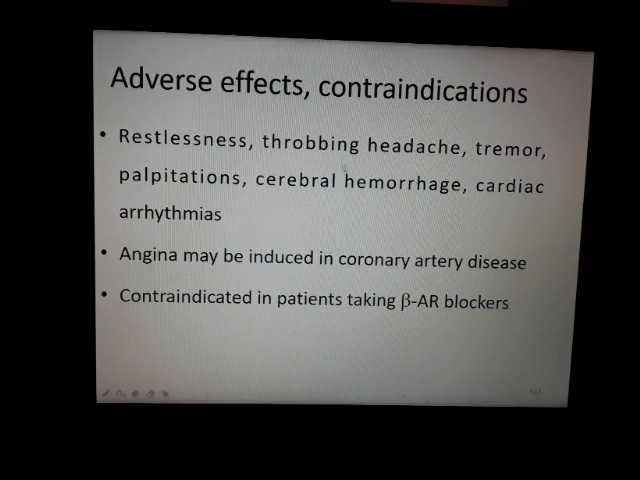 Adverse effects, contraindications
• Restlessness, throbbing headache, tremor,
palpitations, cerebral hemorrhage, cardiac
arrhythmias
• Angina may be induced in coronary artery disease
• Contraindicated in patients taking β-AR blockers